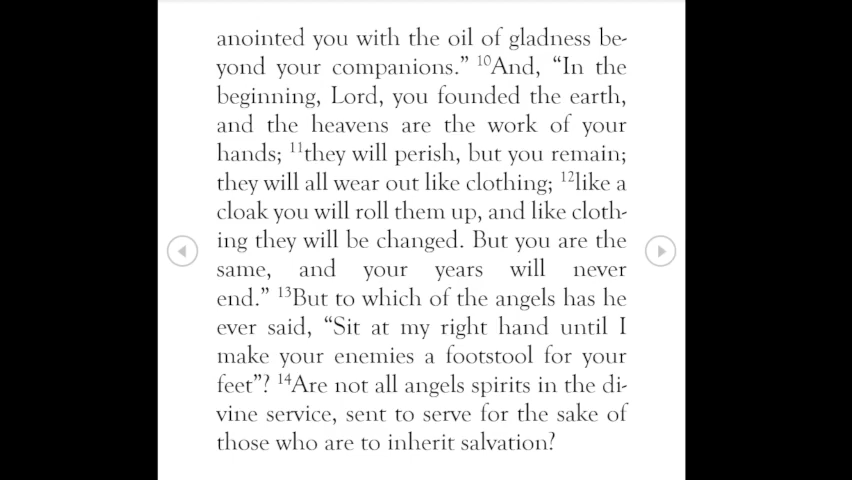 anointed you with the oil of gladness be-
yond your companions.” ¹⁰And, “In the
beginning, Lord, you founded the earth,
and the heavens are the work of your
hands; ¹¹they will perish, but you remain;
they will all wear out like clothing; ¹²like a
cloak you will roll them up, and like cloth-
ing they will be changed. But you are the
same, and your years will never
end.” ¹³But to which of the angels has he
ever said, “Sit at my right hand until I
make your enemies a footstool for your
feet”? ¹⁴Are not all angels spirits in the di-
vine service, sent to serve for the sake of
those who are to inherit salvation?